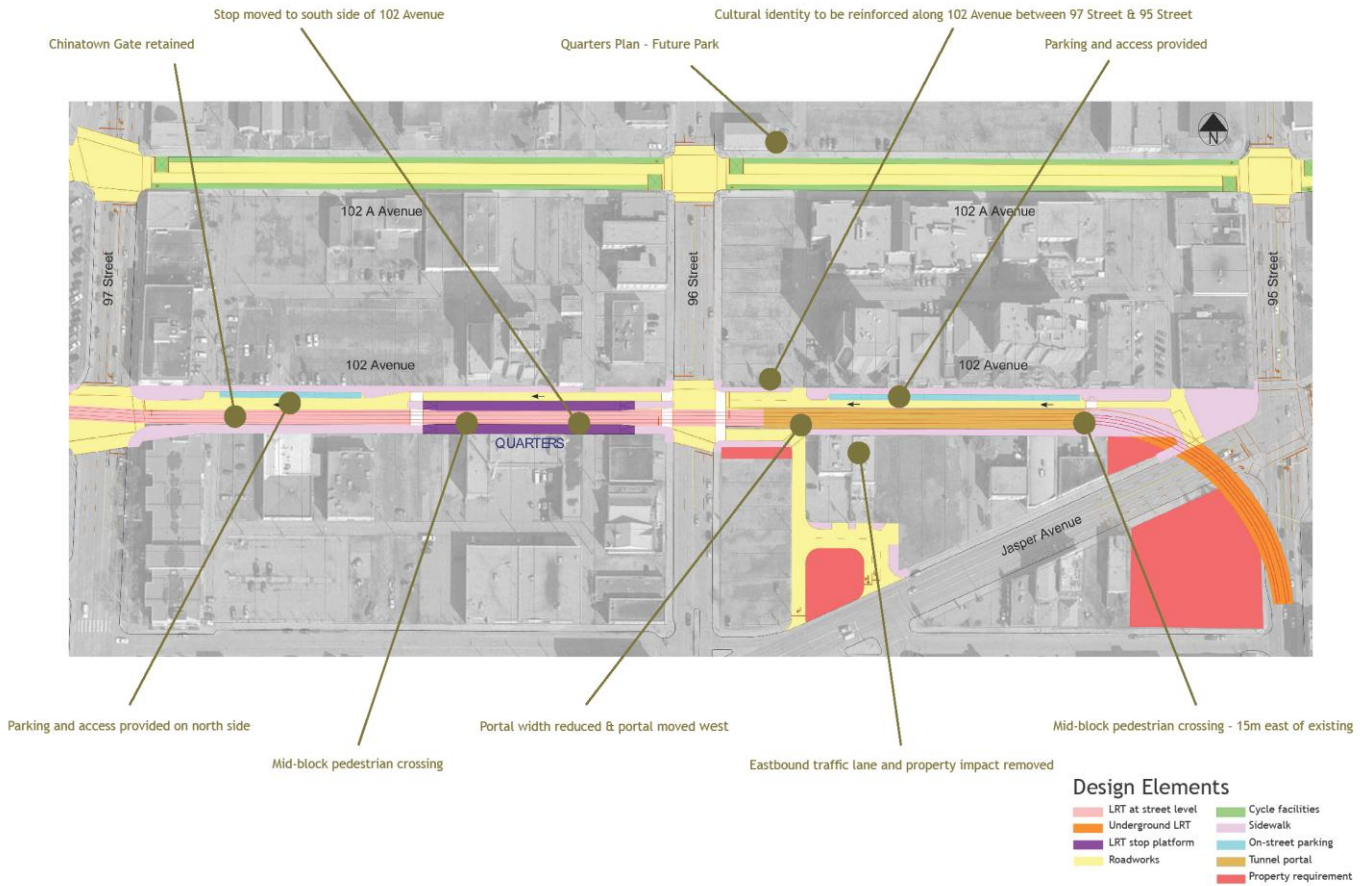 Stop moved to south side of 102 Avenue
Cultural identity to be reinforced along 102 Avenue between 97 Street & 95 Street
Chinatown Gate retained
Quarters Plan - Future Park
Parking and access provided
N
102 A Avenue
102 A Avenue
97 Street
96 Street
95 Street
102 Avenue
102 Avenue
QUARTERS
Jasper Avenue
Parking and access provided on north side
Portal width reduced & portal moved west
Mid-block pedestrian crossing - 15m east of existing
Mid-block pedestrian crossing
Eastbound traffic lane and property impact removed
Design Elements
LRT at street level
Underground LRT
LRT stop platform
Roadworks
Cycle facilities
Sidewalk
On-street parking
Tunnel portal
Property requirement